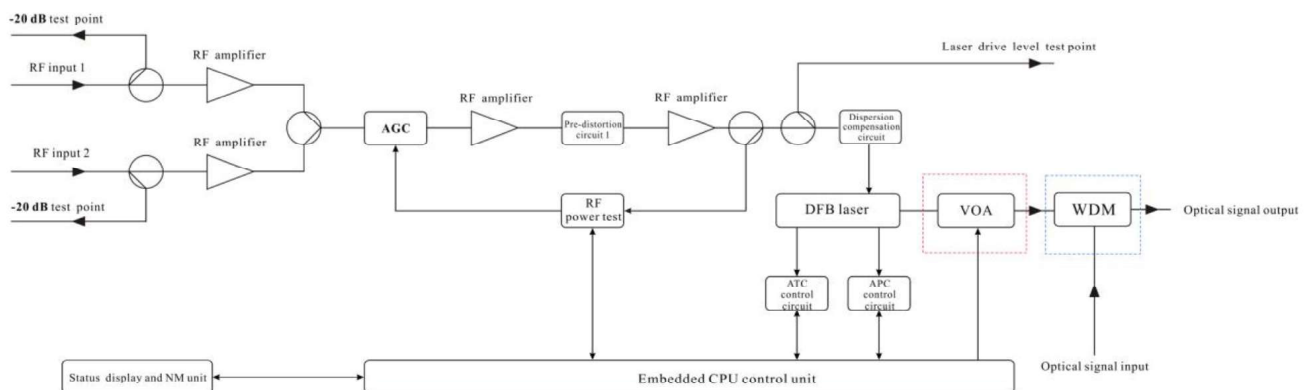 -20 dB test point
RF amplifier
RF input 1
Laser drive level test point
RF amplifier
RF amplifier
AGC
Pre-distortion
circuit 1
Dispersion
compensation
circuit
RF amplifier
RF input 2
-20 dB test point
RF
power test
DFB laser
VOA
WDM
Optical signal output
ATC
control
circuit
APC
control
circuit
Optical signal input
Status display and NM unit
Embedded CPU control unit